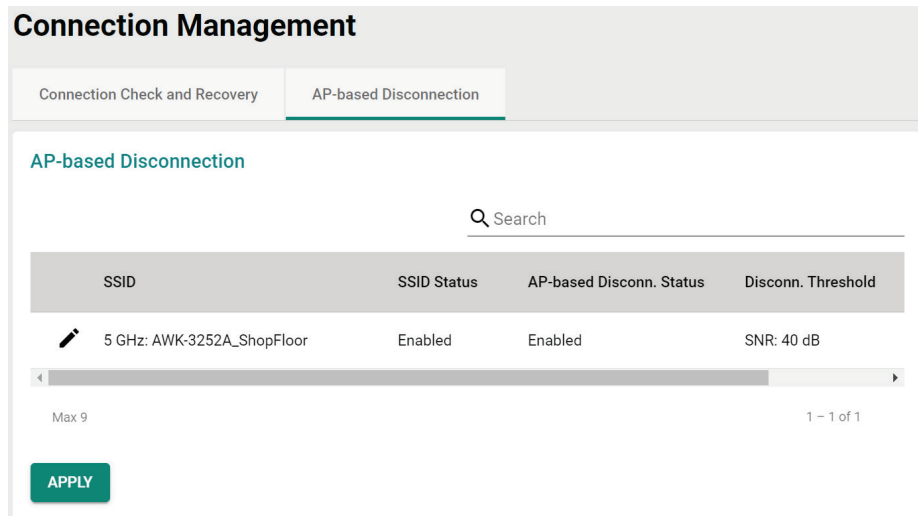 Connection Management
Connection Check and Recovery AP-based Disconnection
AP-based Disconnection
Search
SSID SSID Status AP-based Disconn. Status Disconn. Threshold
5 GHz: AWK-3252A_ShopFloor Enabled Enabled SNR: 40 dB
Max 9 1 – 1 of 1
APPLY